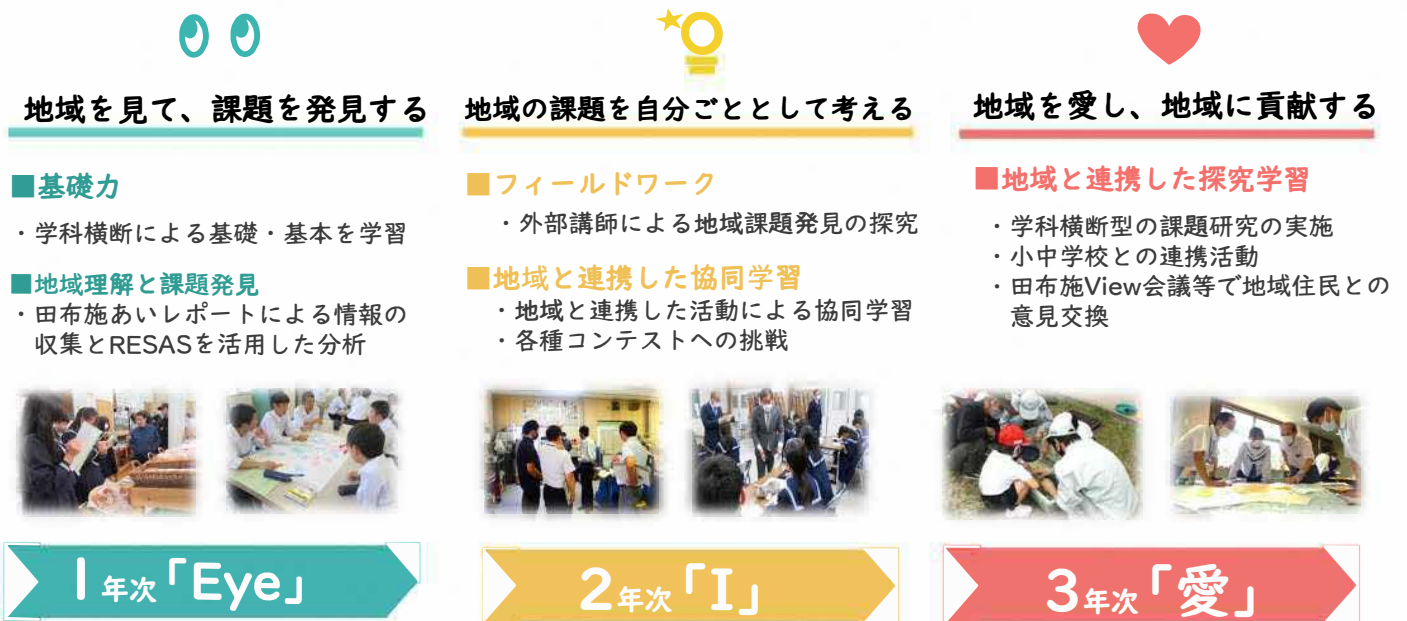 地域を見て、課題を発見する
■基礎力
・学科横断による基礎・基本を学習
■地域理解と課題発見
・田布施あいレポートによる情報の
収集とRESASを活用した分析
1年次「Eye」
地域の課題を自分ごととして考える
■フィールドワーク
・外部講師による地域課題発見の探究
■地域と連携した協同学習
・地域と連携した活動による協同学習
・各種コンテストへの挑戦
2年次「I」
地域を愛し、地域に貢献する
■地域と連携した探究学習
・学科横断型の課題研究の実施
・小中学校との連携活動
・田布施View会議等で地域住民との
意見交換
3年次「愛」